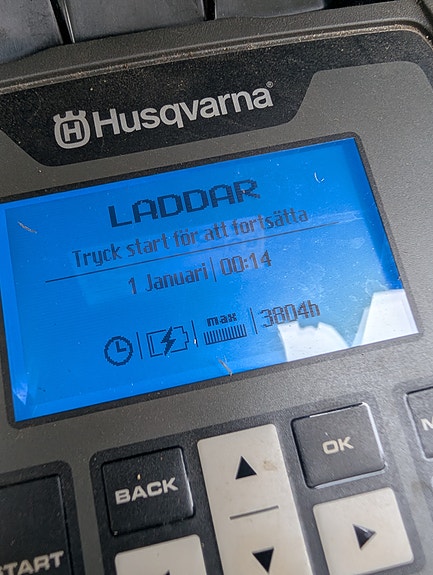 Husqvarna®
LADDAR
Tryck start för att fortsätta
1 Januari | 00:14
max
3804h
BACK
OK
START